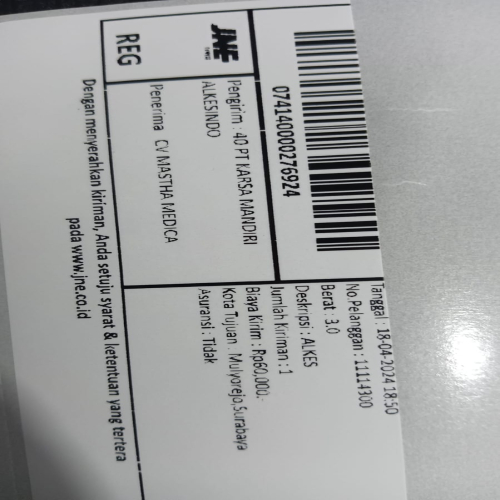 JNE
REG
074140000276924
Pengirim : 40 PT KARSA MANDIRI
ALKESINDO
Penerima CV MASTHA MEDICA
Tanggal : 18-04-2024 18:50
No Pelanggan : 11114300
Berat : 3.0
Deskripsi : ALKES
Jumlah Kiriman : 1
Biaya Kirim : Rp60,000.-
Kota Tujuan : Mulyorejo,Surabaya
Asuransi : Tidak
Dengan menyerahkan kiriman, Anda setuju syarat & ketentuan yang tertera
pada www.jne.co.id